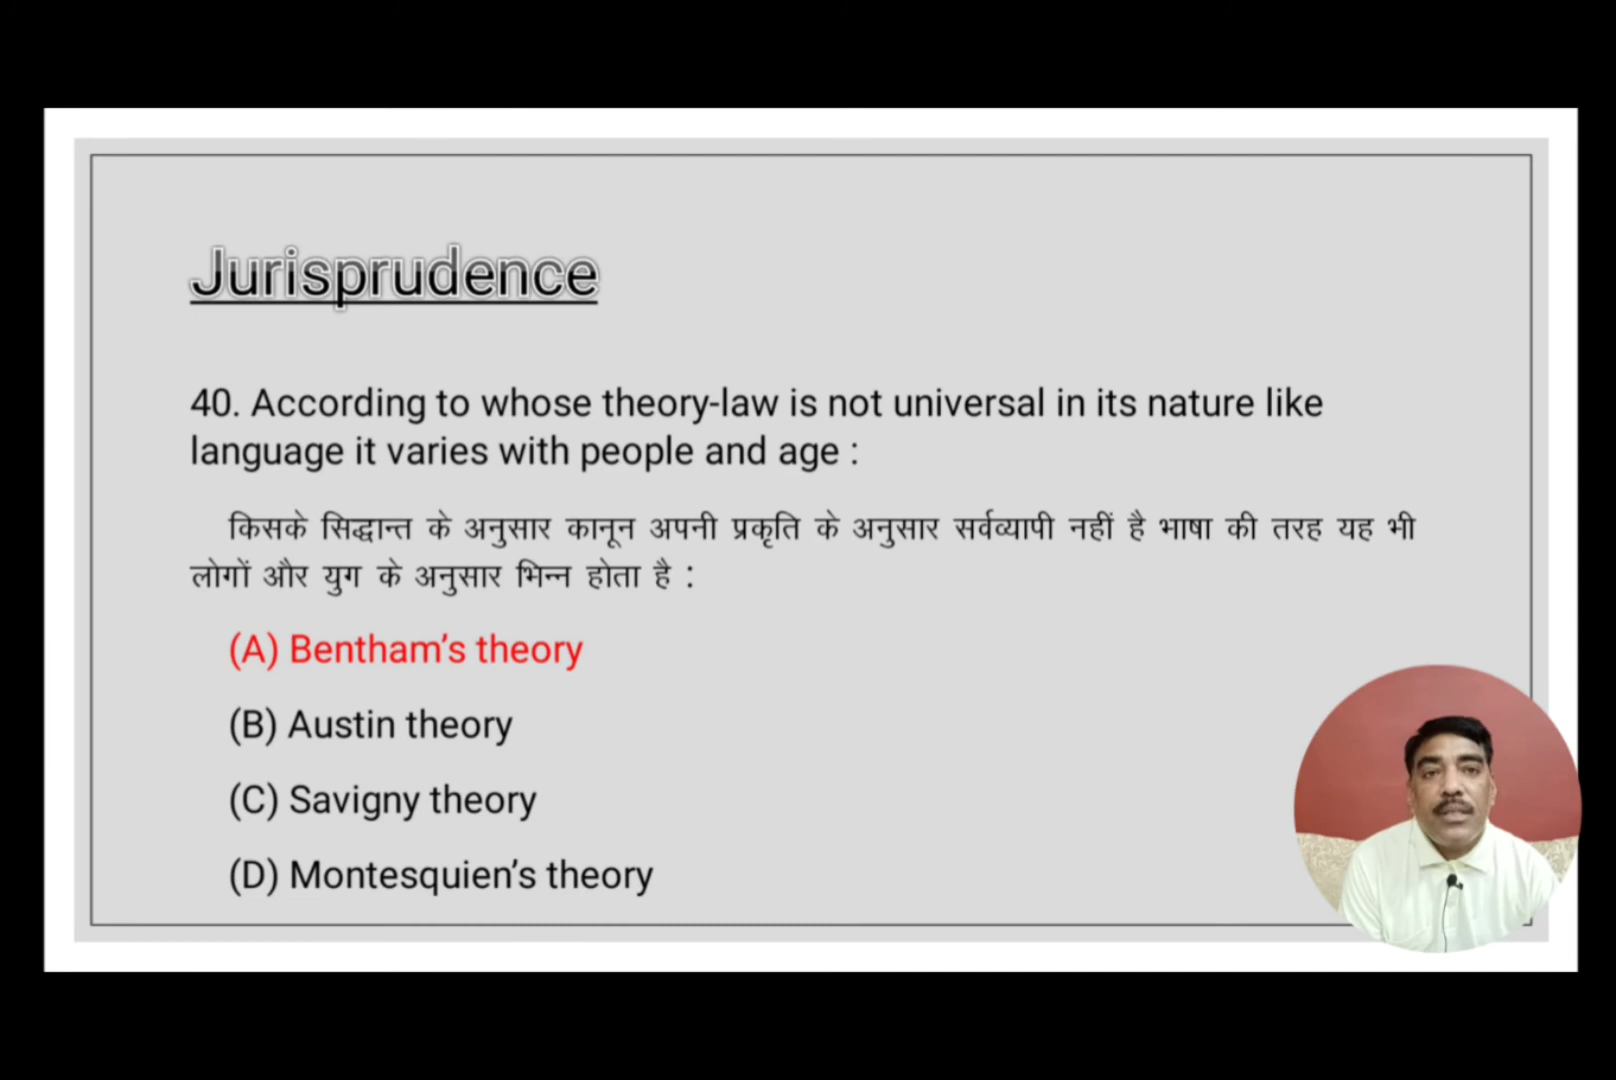 Jurisprudence
40. According to whose theory-law is not universal in its nature like
language it varies with people and age :
किसके सिद्धान्त के अनुसार कानून अपनी प्रकृति के अनुसार सर्वव्यापी नहीं है भाषा की तरह यह भी
लोगों और युग के अनुसार भिन्न होता है :
(A) Bentham’s theory
(B) Austin theory
(C) Savigny theory
(D) Montesquien’s theory